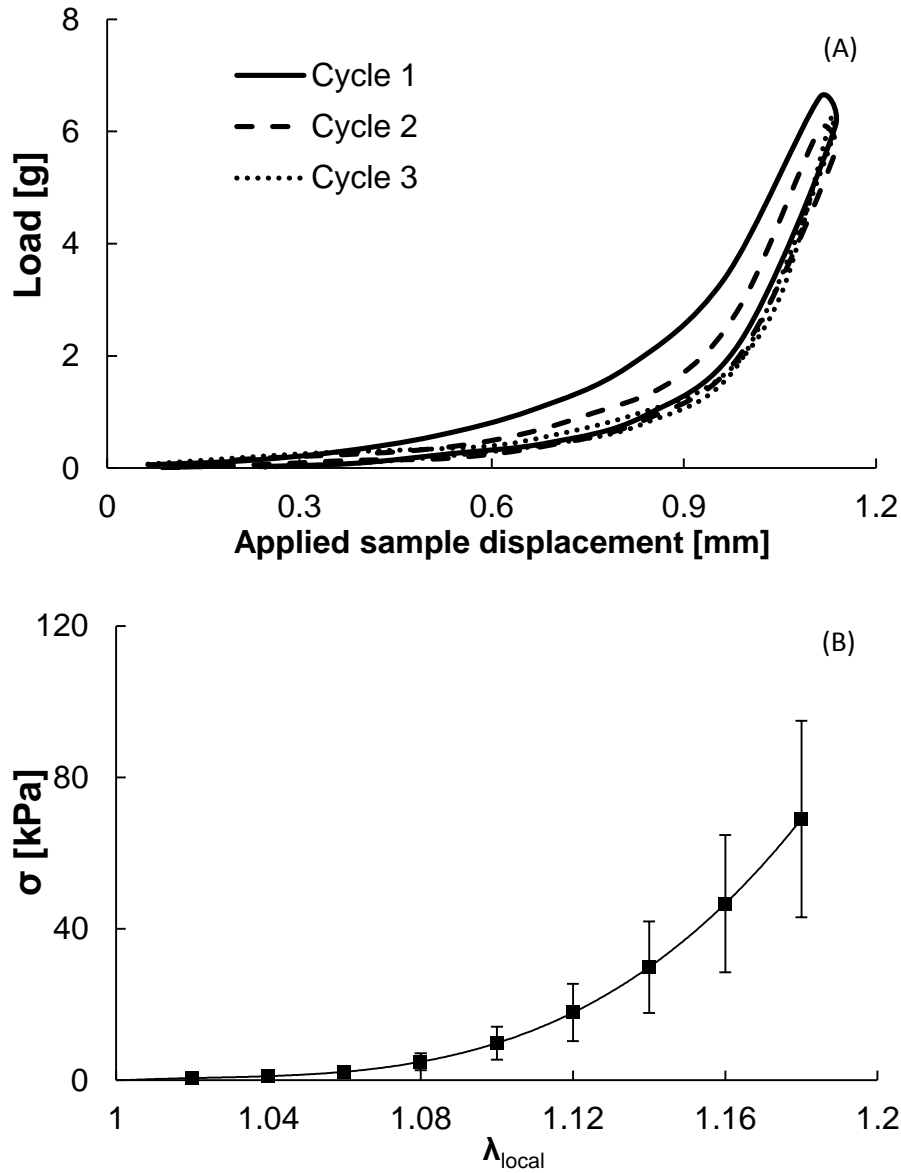 (A)
8
Cycle 1
Cycle 2
Cycle 3
6
Load [g]
4
2
0
0 0.3 0.6 0.9 1.2
Applied sample displacement [mm]
(B)
120
80
σ [kPa]
40
0
1 1.04 1.08 1.12 1.16 1.2
λlocal